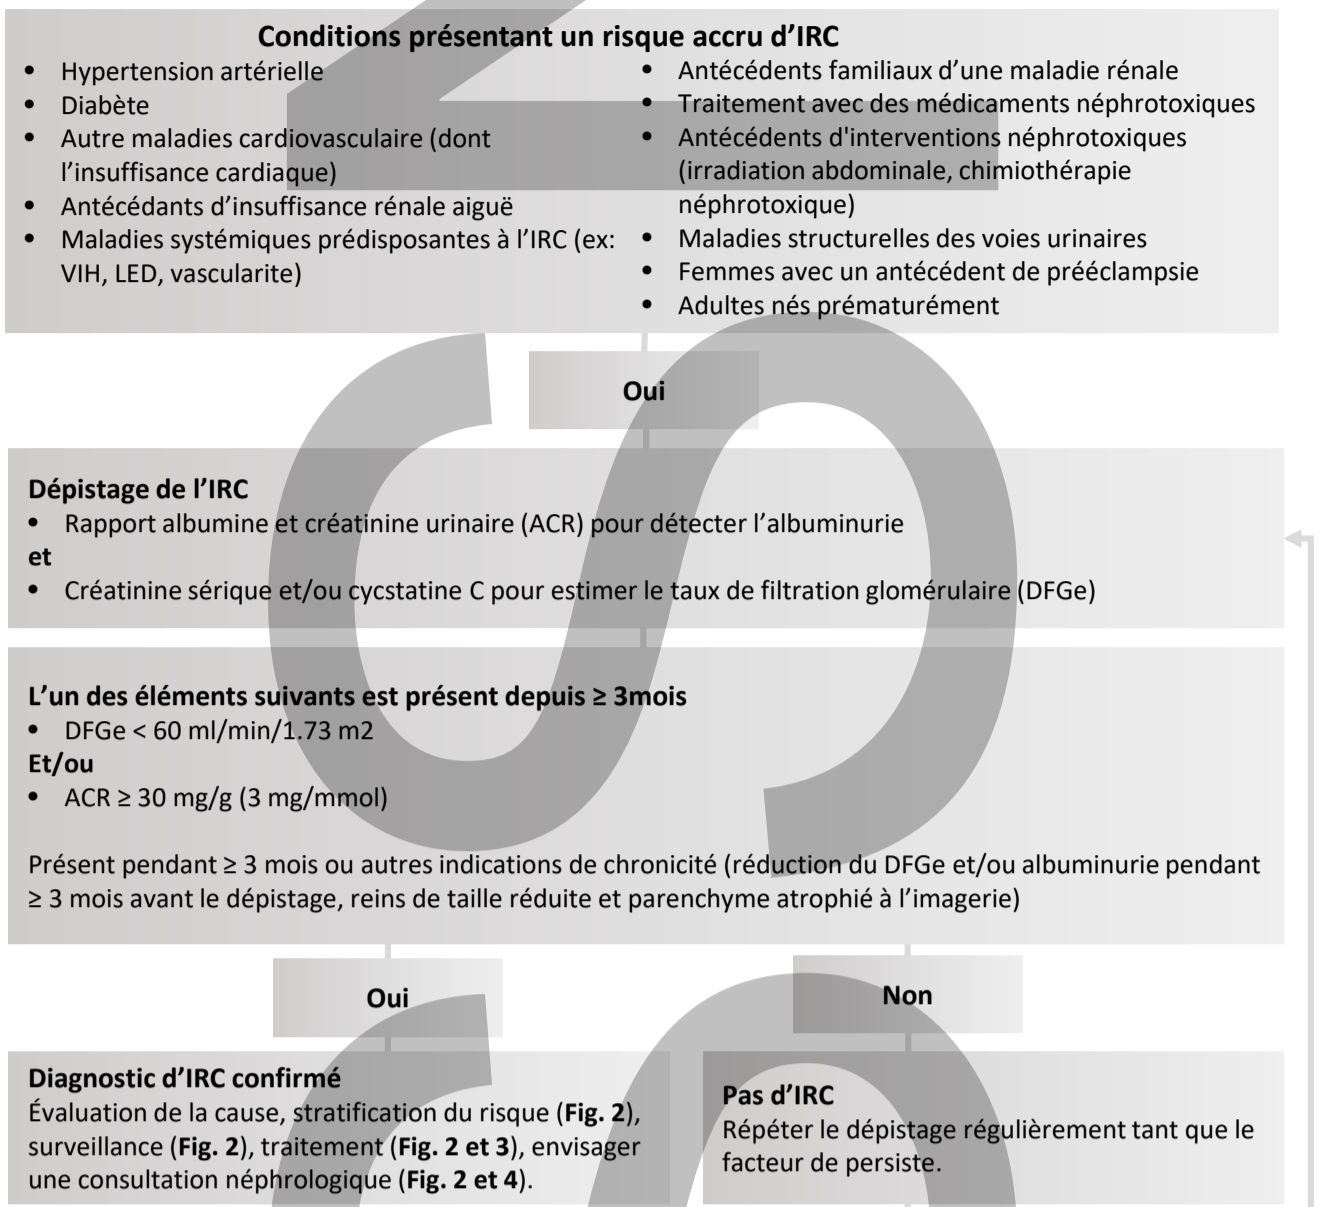 Conditions présentant un risque accru d'IRC
• Hypertension artérielle
• Diabète
• Autre maladies cardiovasculaire (dont
l'insuffisance cardiaque)
• Antécédants d'insuffisance rénale aiguë
• Maladies systémiques prédisposantes à l'IRC (ex:
VIH, LED, vascularite)
• Antécédents familiaux d'une maladie rénale
• Traitement avec des médicaments néphrotoxiques
• Antécédents d'interventions néphrotoxiques
(irradiation abdominale, chimiothérapie
néphrotoxique)
• Maladies structurelles des voies urinaires
• Femmes avec un antécédent de prééclampsie
• Adultes nés prématurément
Oui
Dépistage de l'IRC
• Rapport albumine et créatinine urinaire (ACR) pour détecter l'albuminurie
et
• Créatinine sérique et/ou cycstatine C pour estimer le taux de filtration glomérulaire (DFGe)
L'un des éléments suivants est présent depuis ≥ 3mois
• DFGe < 60 ml/min/1.73 m2
Et/ou
• ACR ≥ 30 mg/g (3 mg/mmol)
Présent pendant ≥ 3 mois ou autres indications de chronicité (réduction du DFGe et/ou albuminurie pendant
≥ 3 mois avant le dépistage, reins de taille réduite et parenchyme atrophié à l'imagerie)
Oui
Non
Diagnostic d'IRC confirmé
Évaluation de la cause, stratification du risque (Fig. 2),
surveillance (Fig. 2), traitement (Fig. 2 et 3), envisager
une consultation néphrologique (Fig. 2 et 4).
Pas d'IRC
Répéter le dépistage régulièrement tant que le
facteur de persiste.